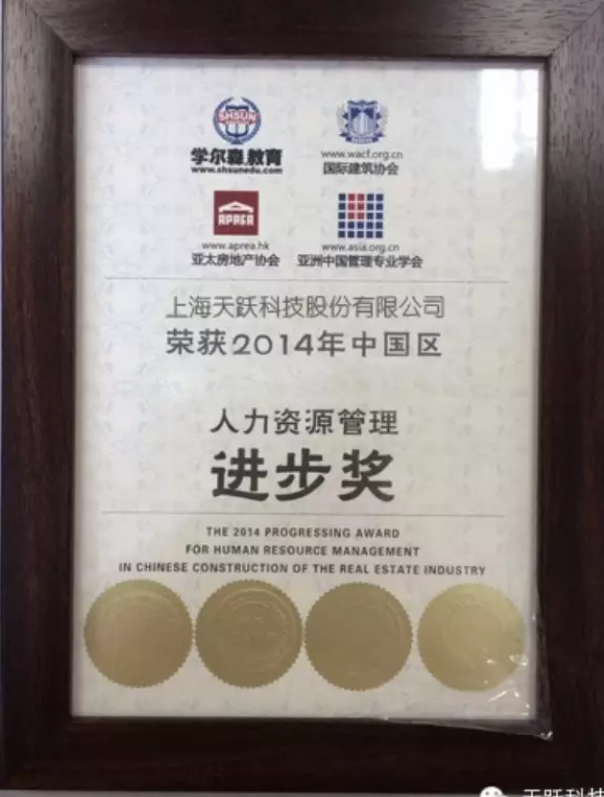 SHSUN
学尔森教育
www.shsunedu.com
www.wacf.org.cn
国际建筑协会
APREA
www.aprea.hk
亚太房地产协会
www.asia.org.cn
亚洲中国管理专业学会
上海天跃科技股份有限公司
荣获2014年中国区
人力资源管理
进步奖
THE 2014 PROGRESSING AWARD
FOR HUMAN RESOURCE MANAGEMENT
IN CHINESE CONSTRUCTION OF THE REAL ESTATE INDUSTRY
天跃科技